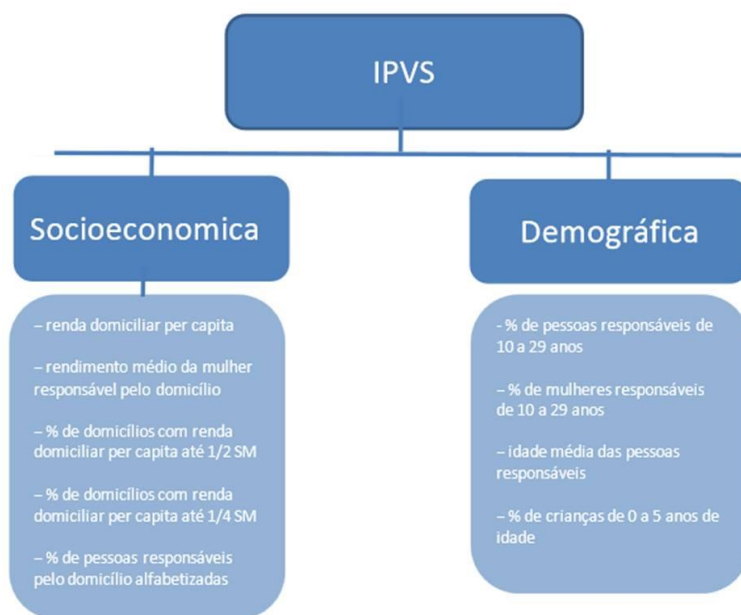 IPVS
Socioeconomica
– renda domiciliar per capita
– rendimento médio da mulher
responsável pelo domicílio
– % de domicílios com renda
domiciliar per capita até 1/2 SM
– % de domicílios com renda
domiciliar per capita até 1/4 SM
– % de pessoas responsáveis
pelo domicílio alfabetizadas
Demográfica
- % de pessoas responsáveis de
10 a 29 anos
– % de mulheres responsáveis
de 10 a 29 anos
– idade média das pessoas
responsáveis
– % de crianças de 0 a 5 anos de
idade